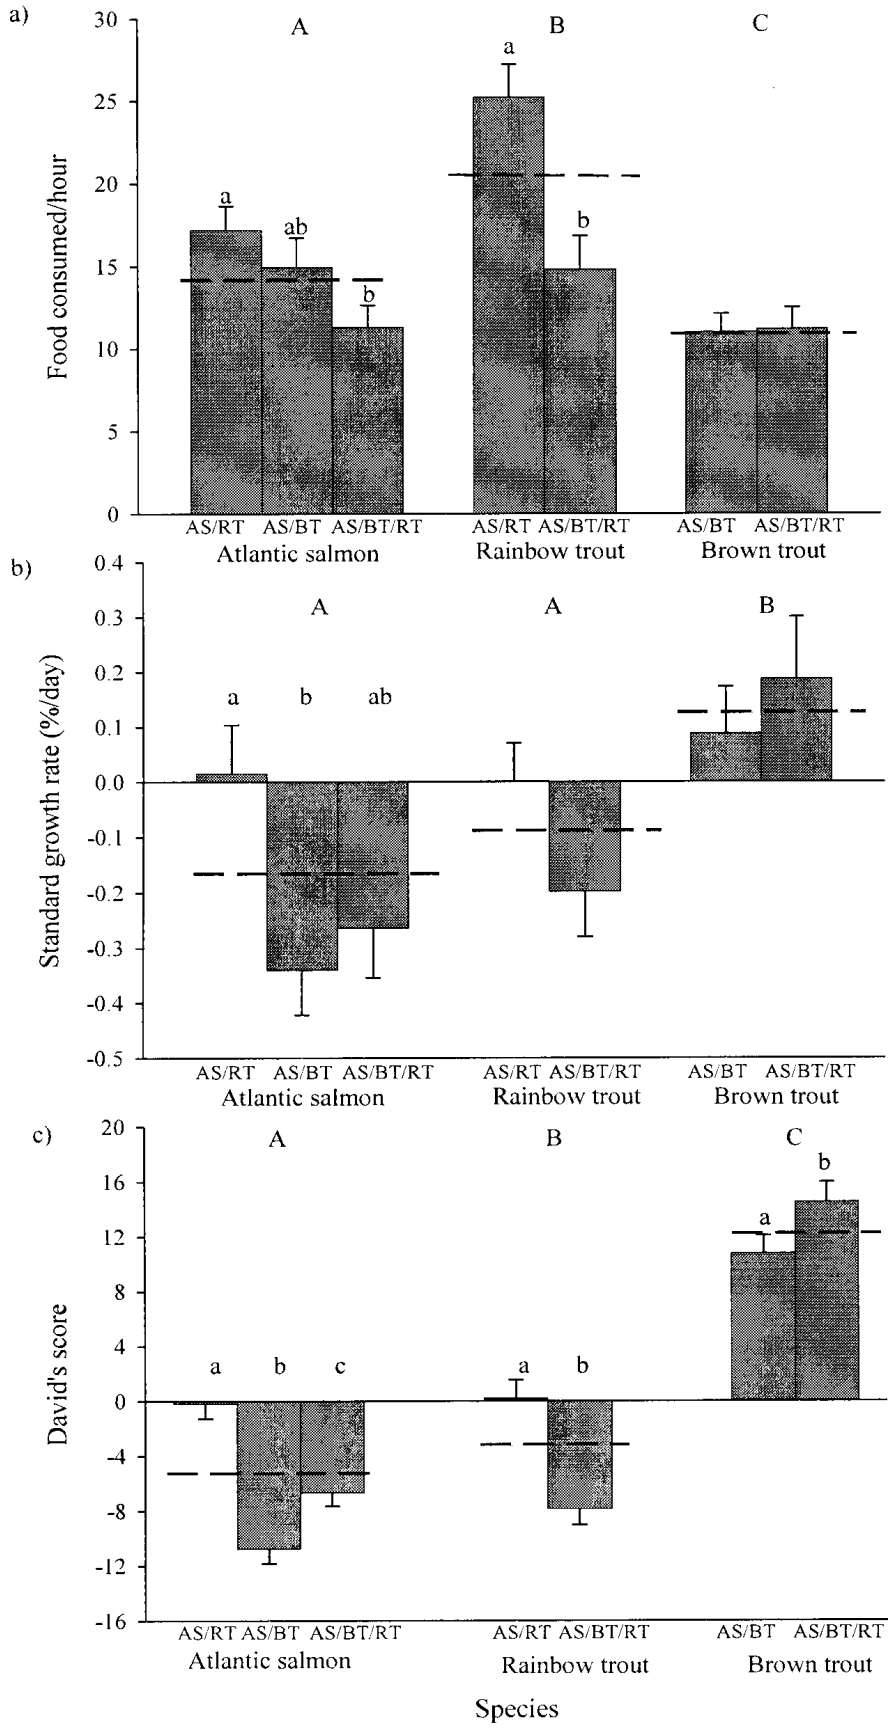 a)
Food consumed/hour
30
25
20
15
10
5
0
A B C
a
ab
b
a
b
AS/RT AS/BT AS/BT/RT AS/RT AS/BT/RT AS/BT AS/BT/RT
Atlantic salmon Rainbow trout Brown trout
b)
Standard growth rate (%/day)
0.4
0.3
0.2
0.1
0.0
-0.1
-0.2
-0.3
-0.4
-0.5
A A B
a b ab
AS/RT AS/BT AS/BT/RT AS/RT AS/BT/RT AS/BT AS/BT/RT
Atlantic salmon Rainbow trout Brown trout
c)
David's score
20
16
12
8
4
0
-4
-8
-12
-16
A B C
a b c a b a b
AS/RT AS/BT AS/BT/RT AS/RT AS/BT/RT AS/BT AS/BT/RT
Atlantic salmon Rainbow trout Brown trout
Species